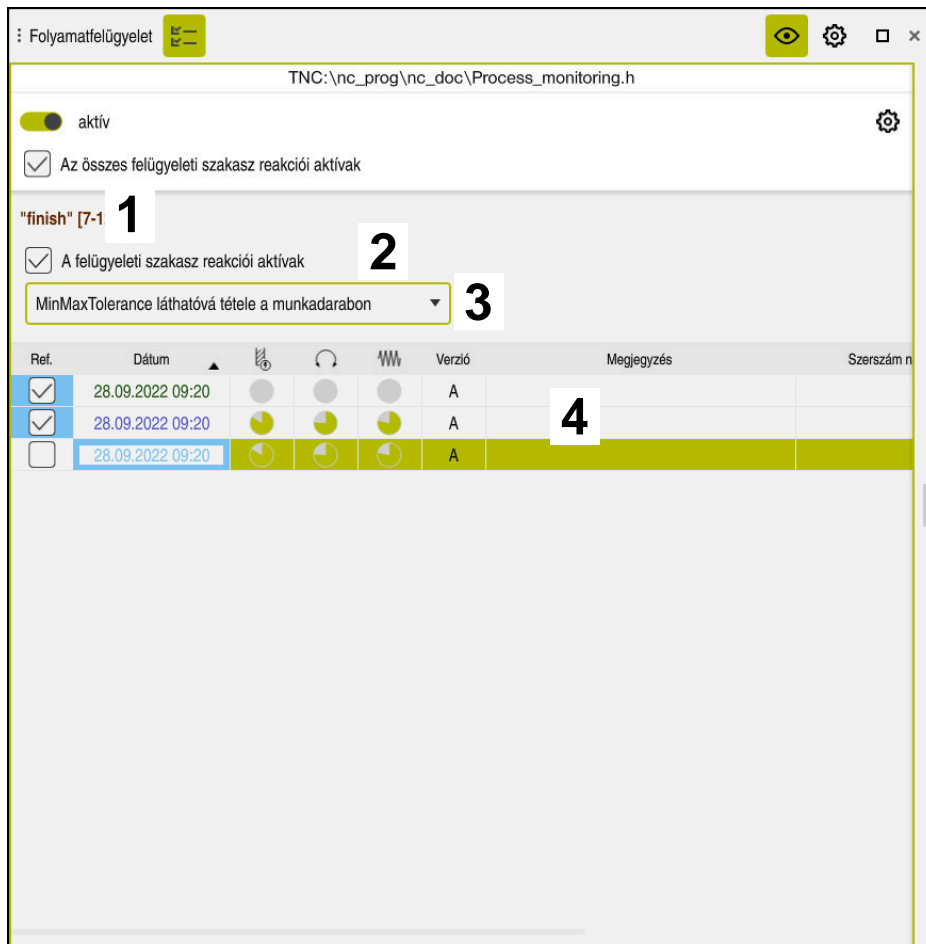 Folyamatfelügyelet
TNC:\nc_prog\nc_doc\Process_monitoring.h
aktív
Az összes felügyeleti szakasz reakciói aktívak
"finish" [7-1
1
A felügyeleti szakasz reakciói aktívak
2
MinMaxTolerance láthatóvá tétele a munkadarabon
3
Ref. Dátum Verzió Megjegyzés Szerszám n
28.09.2022 09:20 A
28.09.2022 09:20 A
4
28.09.2022 09:20 A